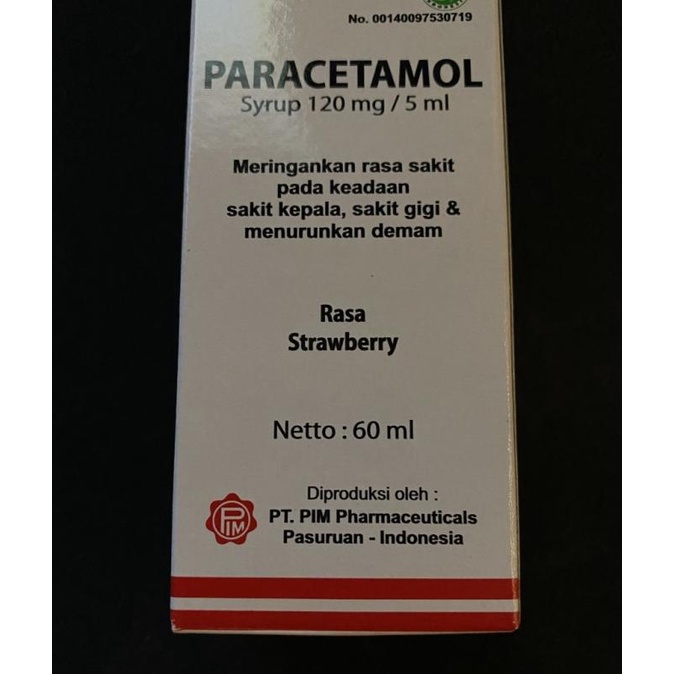 No. 00140097530719
PARACETAMOL
Syrup 120 mg / 5 ml
Meringankan rasa sakit
pada keadaan
sakit kepala, sakit gigi &
menurunkan demam
Rasa
Strawberry
Netto : 60 ml
Diproduksi oleh :
PIM
PT. PIM Pharmaceuticals
Pasuruan - Indonesia